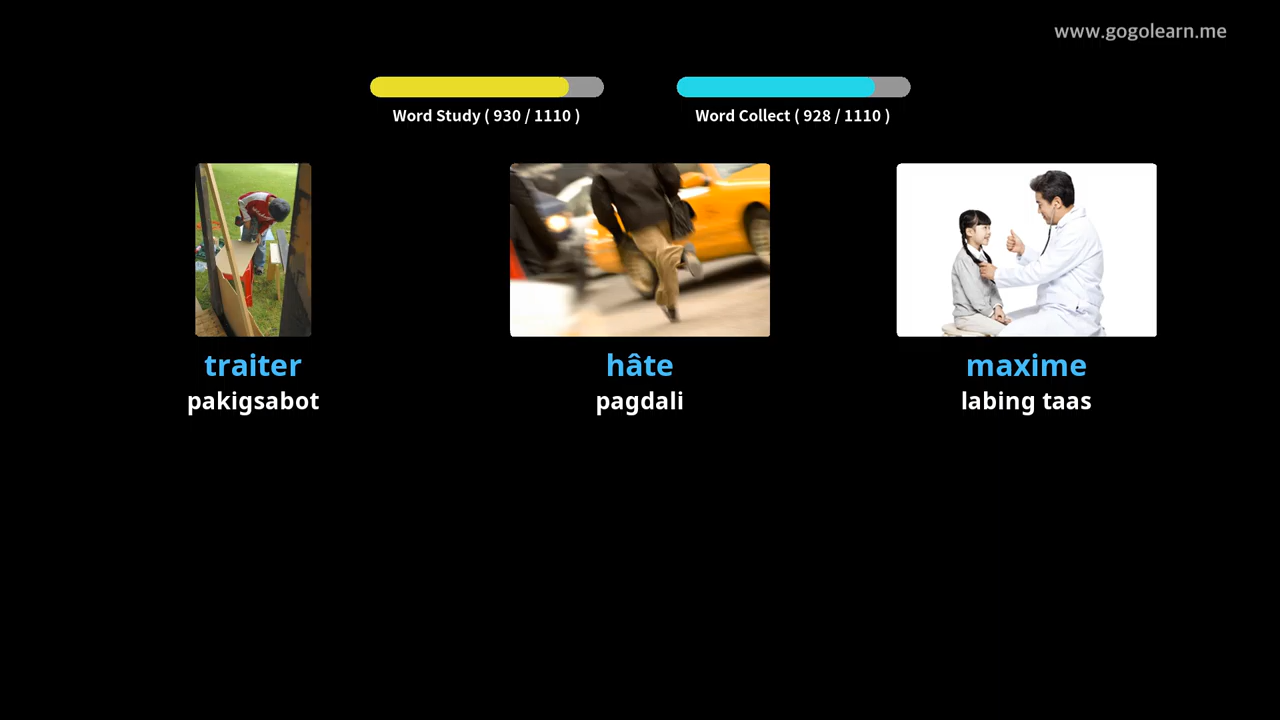 www.gogolearn.me
Word Study ( 930 / 1110 )
Word Collect ( 928 / 1110 )
traiter
pakigsabot
hâte
pagdali
maxime
labing taas